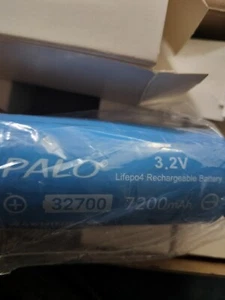 PALO
3.2V
Lifepo4 Rechargeable Battery
+ 32700 7200mAh −